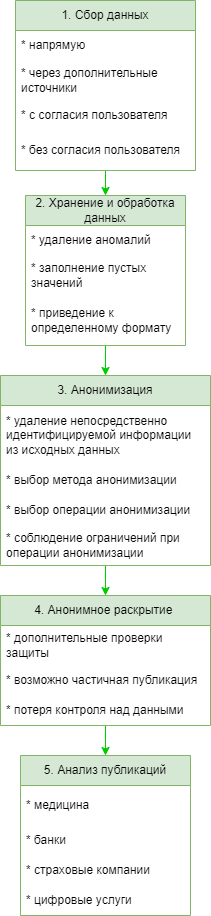 1. Сбор данных
* напрямую
* через дополнительные
источники
* с согласия пользователя
* без согласия пользователя
2. Хранение и обработка
данных
* удаление аномалий
* заполнение пустых
значений
* приведение к
определенному формату
3. Анонимизация
* удаление непосредственно
идентифицируемой информации
из исходных данных
* выбор метода анонимизации
* выбор операции анонимизации
* соблюдение ограничений при
операции анонимизации
4. Анонимное раскрытие
* дополнительные проверки
защиты
* возможно частичная публикация
* потеря контроля над данными
5. Анализ публикаций
* медицина
* банки
* страховые компании
* цифровые услуги